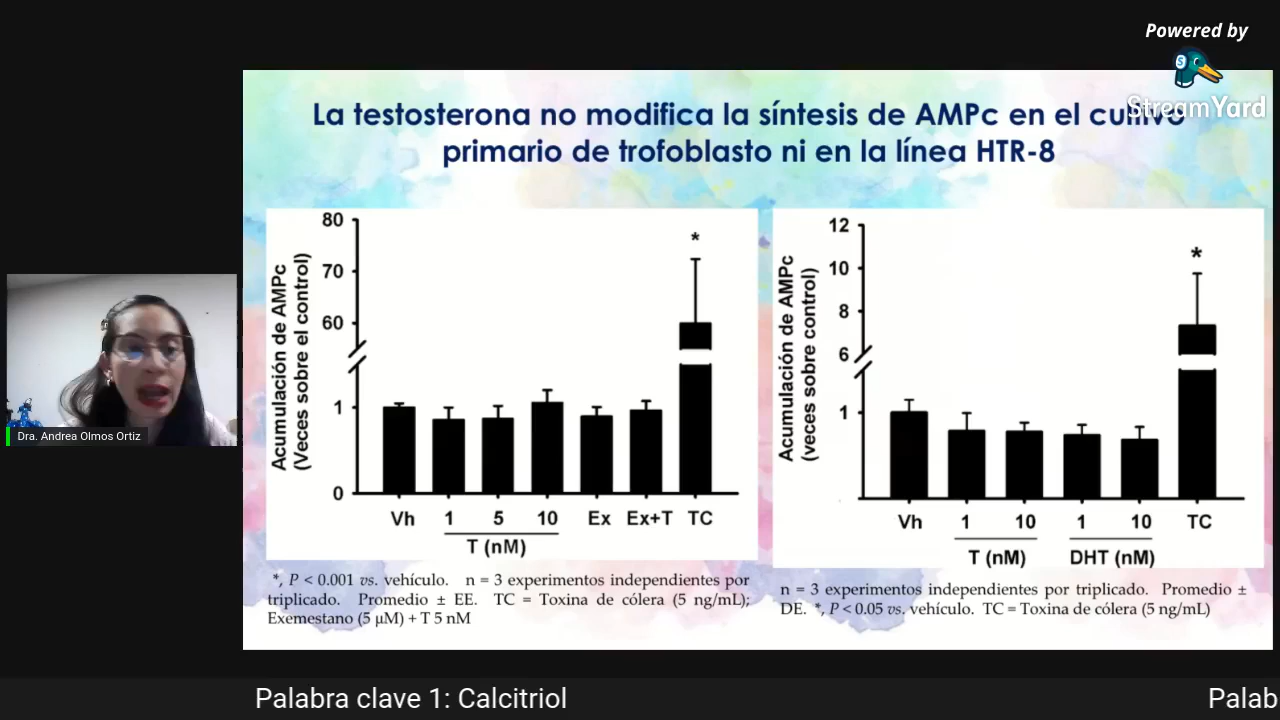 Powered by
StreamYard
La testosterona no modifica la síntesis de AMPc en el cultivo
primario de trofoblasto ni en la línea HTR-8
Acumulación de AMPc
(Veces sobre el control)
80
70
60
1
0
Vh 1 5 10 Ex Ex+T TC
T (nM)
*
*, P < 0.001 vs. vehículo. n = 3 experimentos independientes por
triplicado. Promedio ± EE. TC = Toxina de cólera (5 ng/mL);
Exemestano (5 µM) + T 5 nM
Acumulación de AMPc
(veces sobre control)
12
10
8
6
1
Vh 1 10 1 10 TC
T (nM) DHT (nM)
*
n = 3 experimentos independientes por triplicado. Promedio ±
DE. *, P < 0.05 vs. vehículo. TC = Toxina de cólera (5 ng/mL)
Dra. Andrea Olmos Ortiz
Palabra clave 1: Calcitriol
Palab